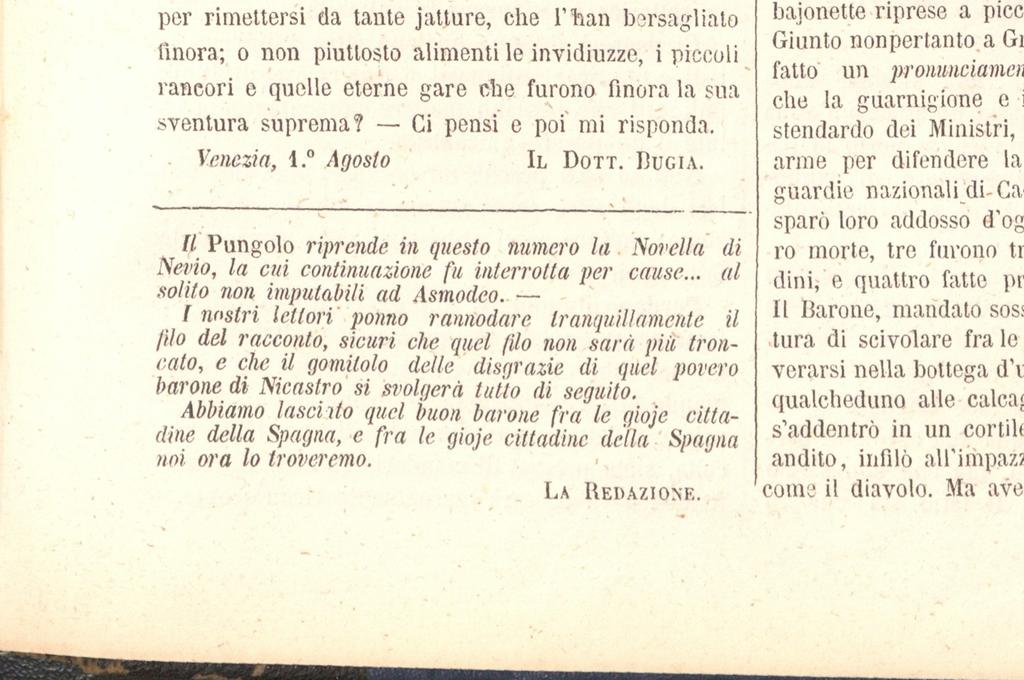 per rimettersi da tante jatture, che l'han bersagliato
finora; o non piuttosto alimenti le invidiuzze, i piccoli
rancori e quelle eterne gare che furono finora la sua
sventura suprema? — Ci pensi e poi mi risponda.
Venezia, 1.º Agosto IL DOTT. BUGIA.
Il Pungolo riprende in questo numero la Novella di
Nevio, la cui continuazione fu interrotta per cause... al
solito non imputabili ad Asmodeo. —
I nostri lettori ponno rannodare tranquillamente il
filo del racconto, sicuri che quel filo non sarà più tron-
cato, e che il gomitolo delle disgrazie di quel povero
barone di Nicastro si svolgerà tutto di seguito.
Abbiamo lasciato quel buon barone fra le gioje citta-
dine della Spagna, e fra le gioje cittadine della Spagna
noi ora lo troveremo.
LA REDAZIONE.
bajonette riprese a picc
Giunto nonpertanto a Gr
fatto un pronunciamen
che la guarnigione e i
stendardo dei Ministri,
arme per difendere la
guardie nazionali di Ca-
sparò loro addosso d'og
ro morte, tre furono tr
dini, e quattro fatte pr
Il Barone, mandato soss
tura di scivolare fra le
verarsi nella bottega d'u
qualcheduno alle calcag
s'addentrò in un cortile
andito, infilò all'impazz
come il diavolo. Ma ave